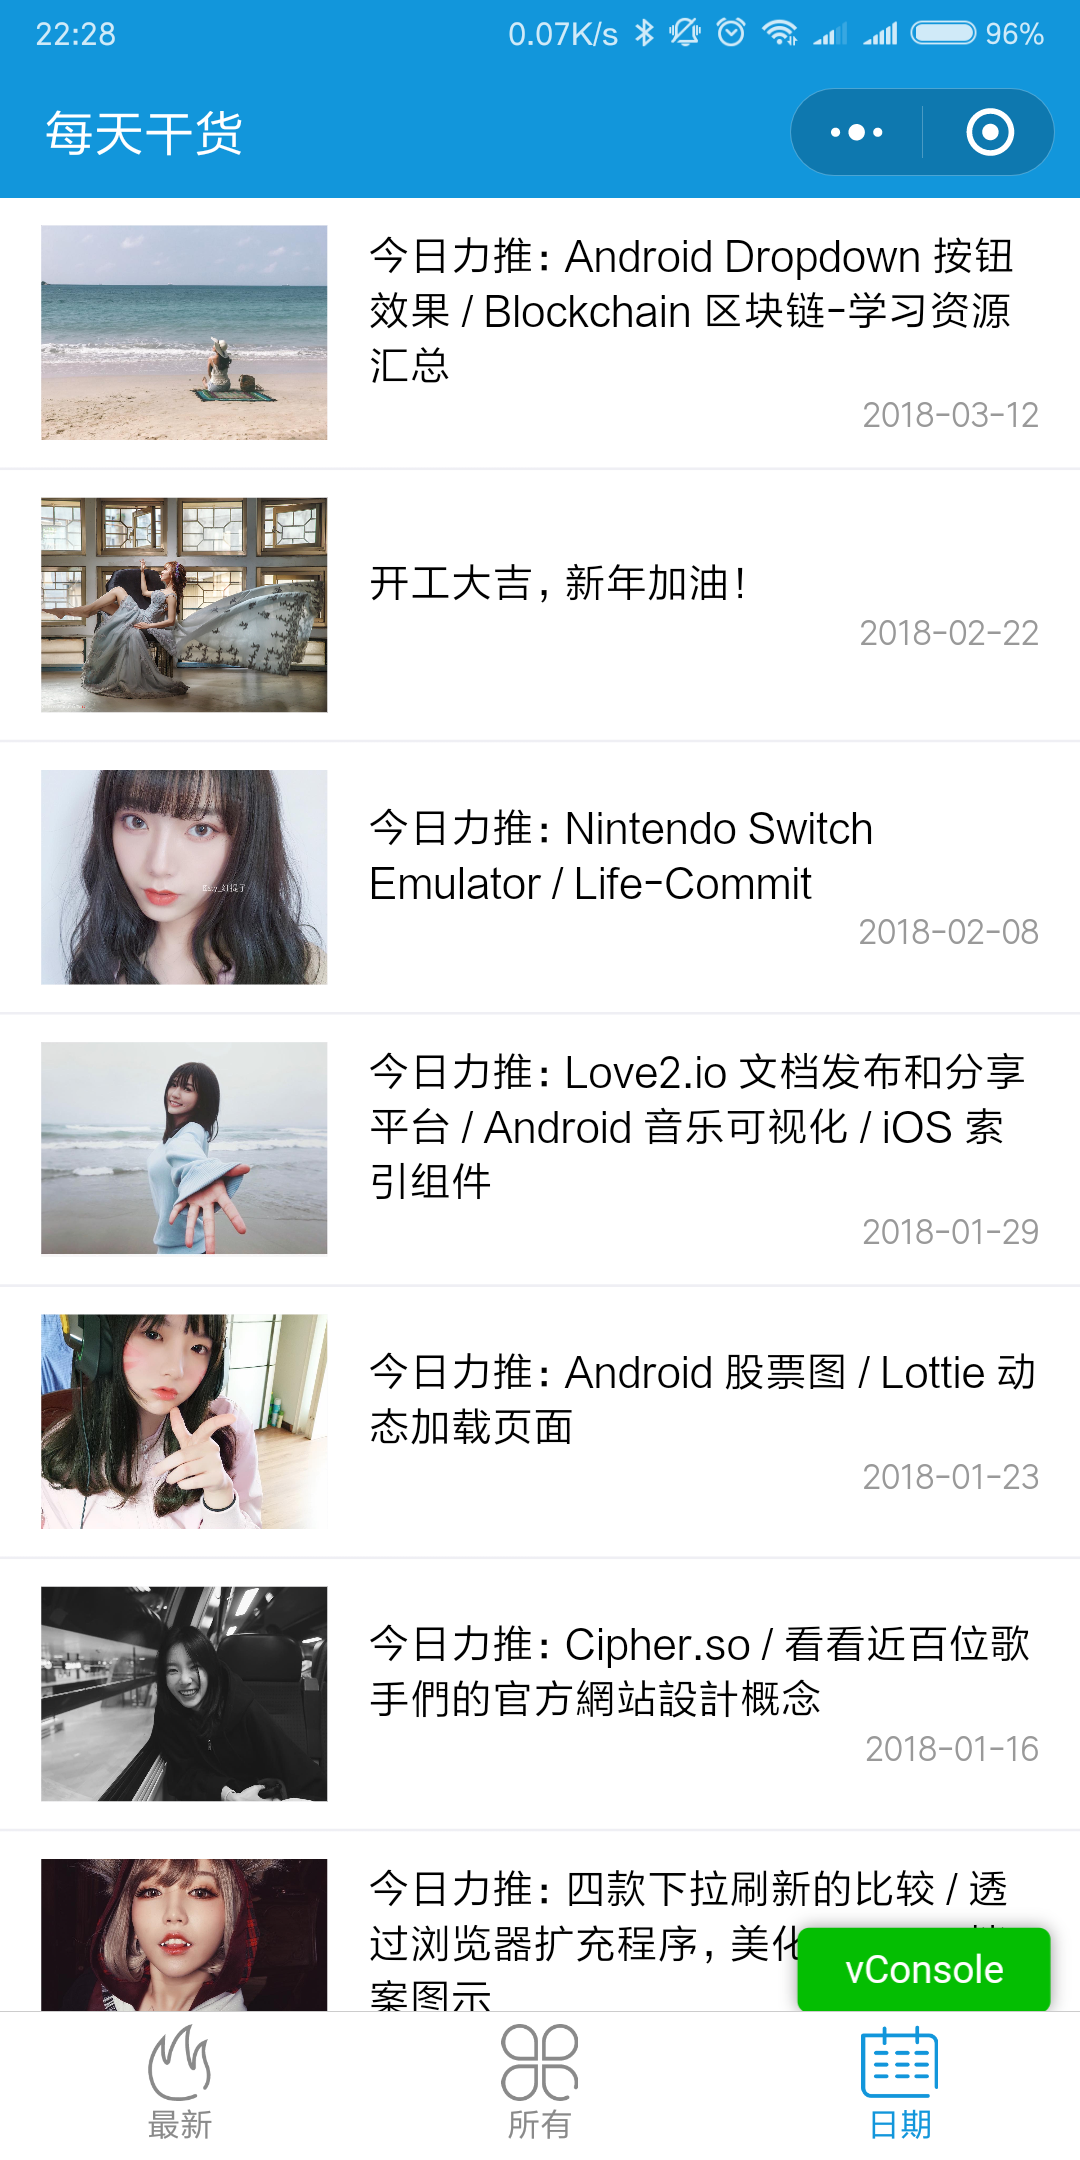 22:28
0.07K/s
96%
每天干货
今日力推：Android Dropdown 按钮
效果 / Blockchain 区块链-学习资源
汇总
2018-03-12
开工大吉，新年加油！
2018-02-22
今日力推：Nintendo Switch
Emulator / Life-Commit
2018-02-08
今日力推：Love2.io 文档发布和分享
平台 / Android 音乐可视化 / iOS 索
引组件
2018-01-29
今日力推：Android 股票图 / Lottie 动
态加载页面
2018-01-23
今日力推：Cipher.so / 看看近百位歌
手們的官方網站設計概念
2018-01-16
今日力推：四款下拉刷新的比较 / 透
过浏览器扩充程序，美化
案图示
vConsole
最新
所有
日期